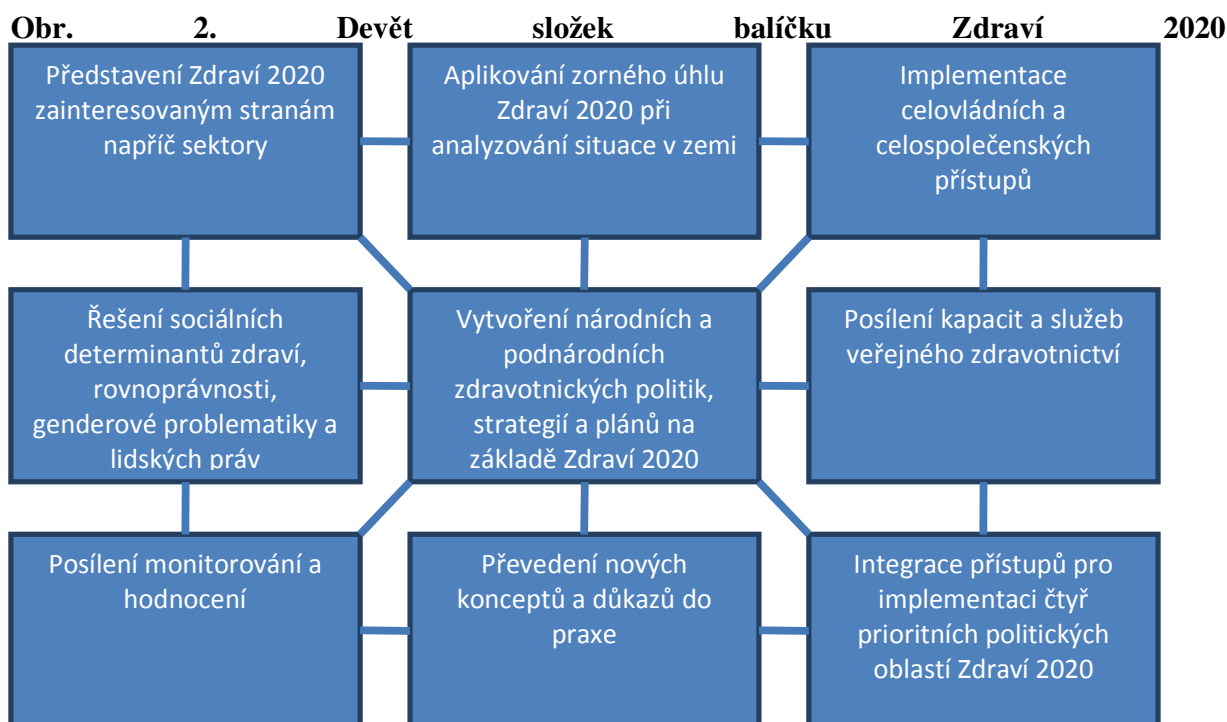 Obr. 2. Devět složek balíčku Zdraví 2020
Představení Zdraví 2020
zainteresovaným stranám
napříč sektory
Aplikování zorného úhlu
Zdraví 2020 při
analyzování situace v zemi
Implementace
celovládních a
celospolečenských
přístupů
Řešení sociálních
determinantů zdraví,
rovnoprávnosti,
genderové problematiky a
lidských práv
Vytvoření národních a
podnárodních
zdravotnických politik,
strategií a plánů na
základě Zdraví 2020
Posílení kapacit a služeb
veřejného zdravotnictví
Posílení monitorování a
hodnocení
Převedení nových
konceptů a důkazů do
praxe
Integrace přístupů pro
implementaci čtyř
prioritních politických
oblastí Zdraví 2020